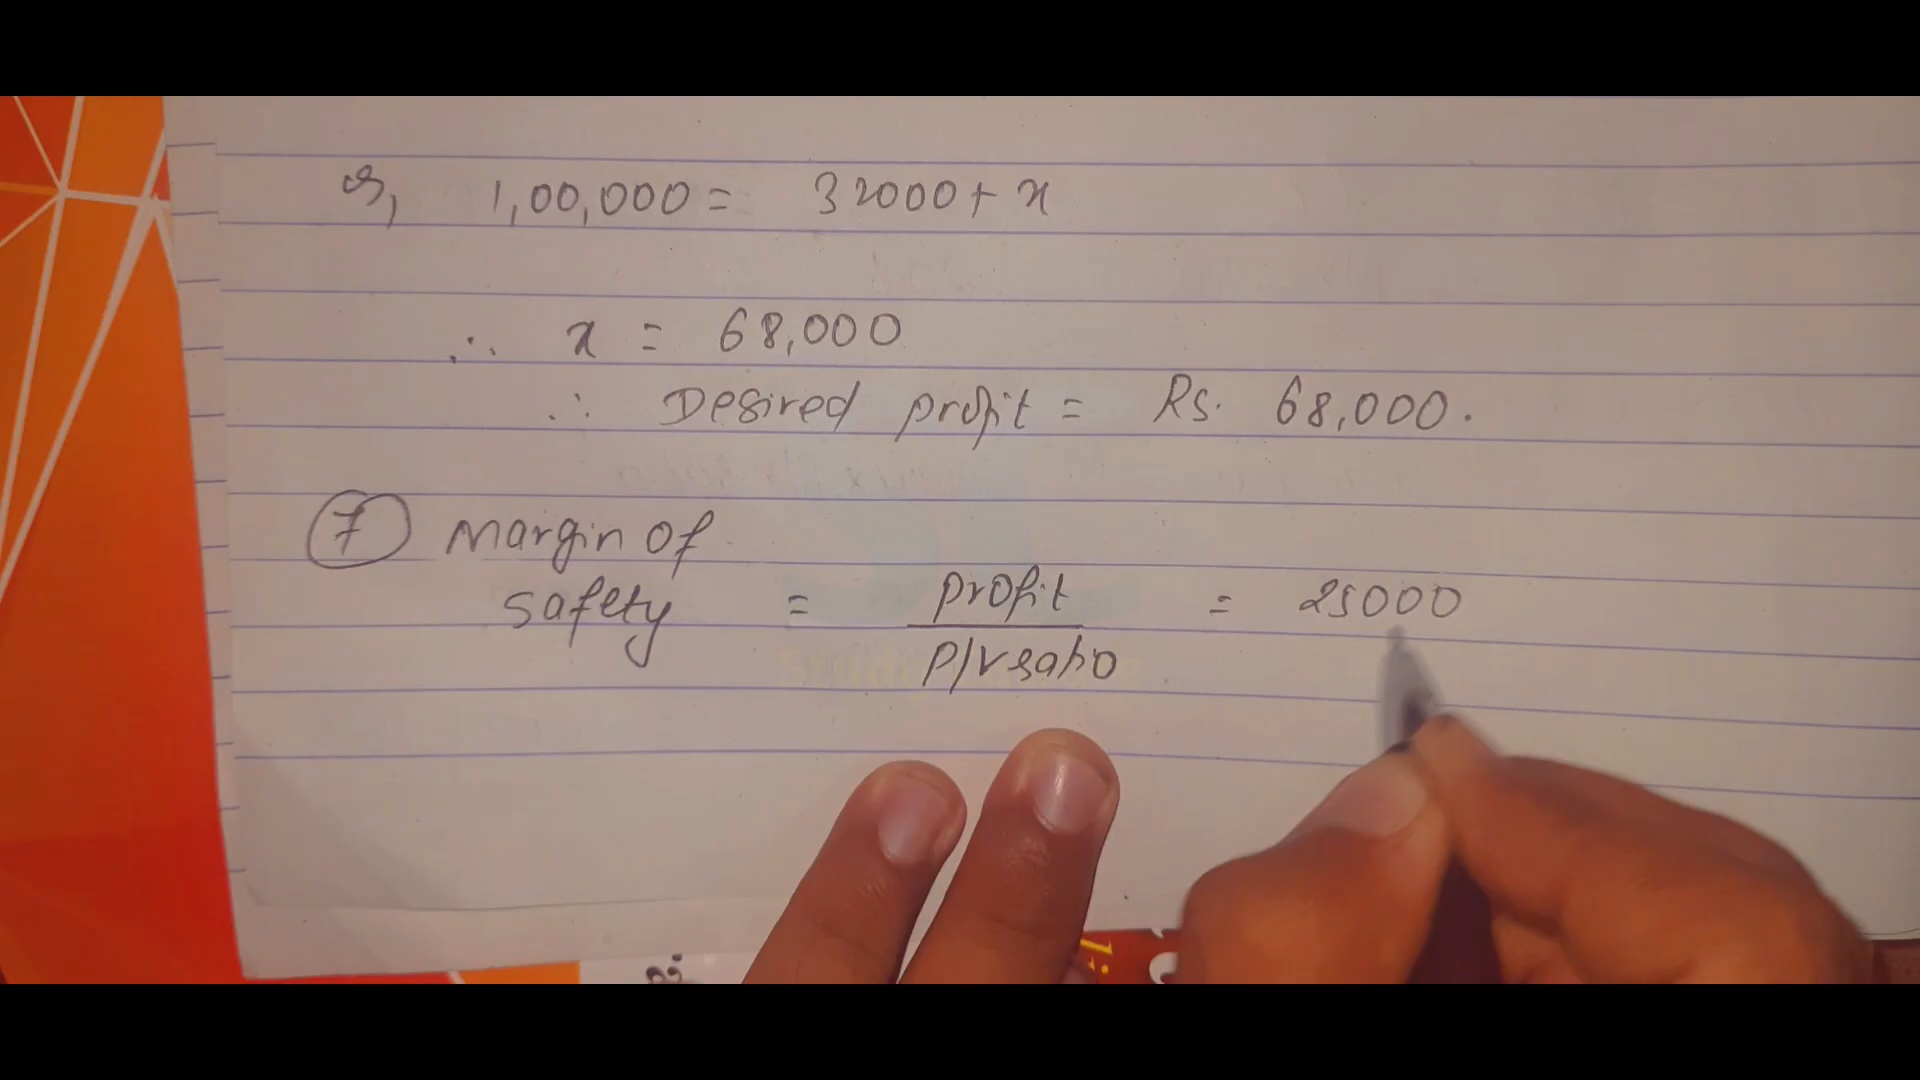 or, 1,00,000 = 32000 + x
∴ x = 68,000
∴ Desired profit = Rs. 68,000.
⑦ Margin of
safety = profit / P/V ratio = 25000